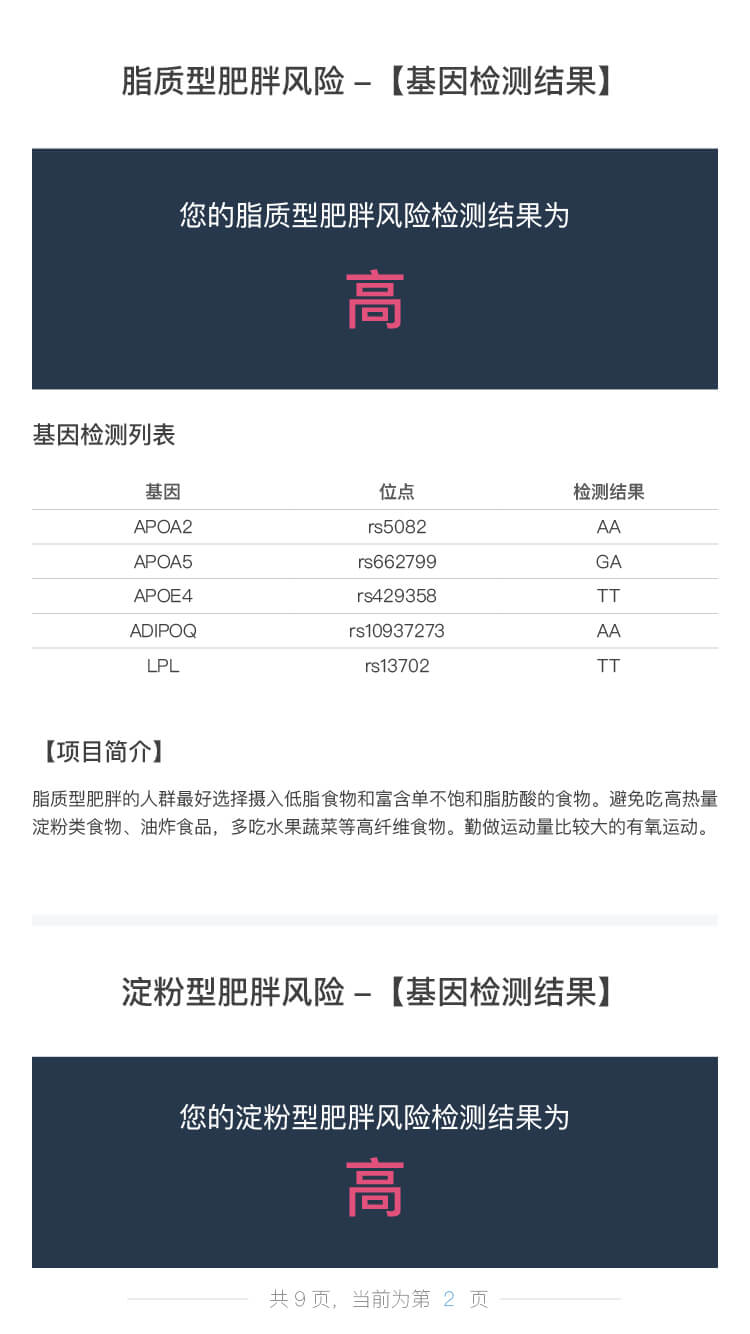 脂质型肥胖风险 –【基因检测结果】
您的脂质型肥胖风险检测结果为
高
基因检测列表
基因 位点 检测结果
APOA2 rs5082 AA
APOA5 rs662799 GA
APOE4 rs429358 TT
ADIPOQ rs10937273 AA
LPL rs13702 TT
【项目简介】
脂质型肥胖的人群最好选择摄入低脂食物和富含单不饱和脂肪酸的食物。避免吃高热量
淀粉类食物、油炸食品，多吃水果蔬菜等高纤维食物。勤做运动量比较大的有氧运动。
淀粉型肥胖风险 –【基因检测结果】
您的淀粉型肥胖风险检测结果为
高
共 9 页，当前为第 2 页